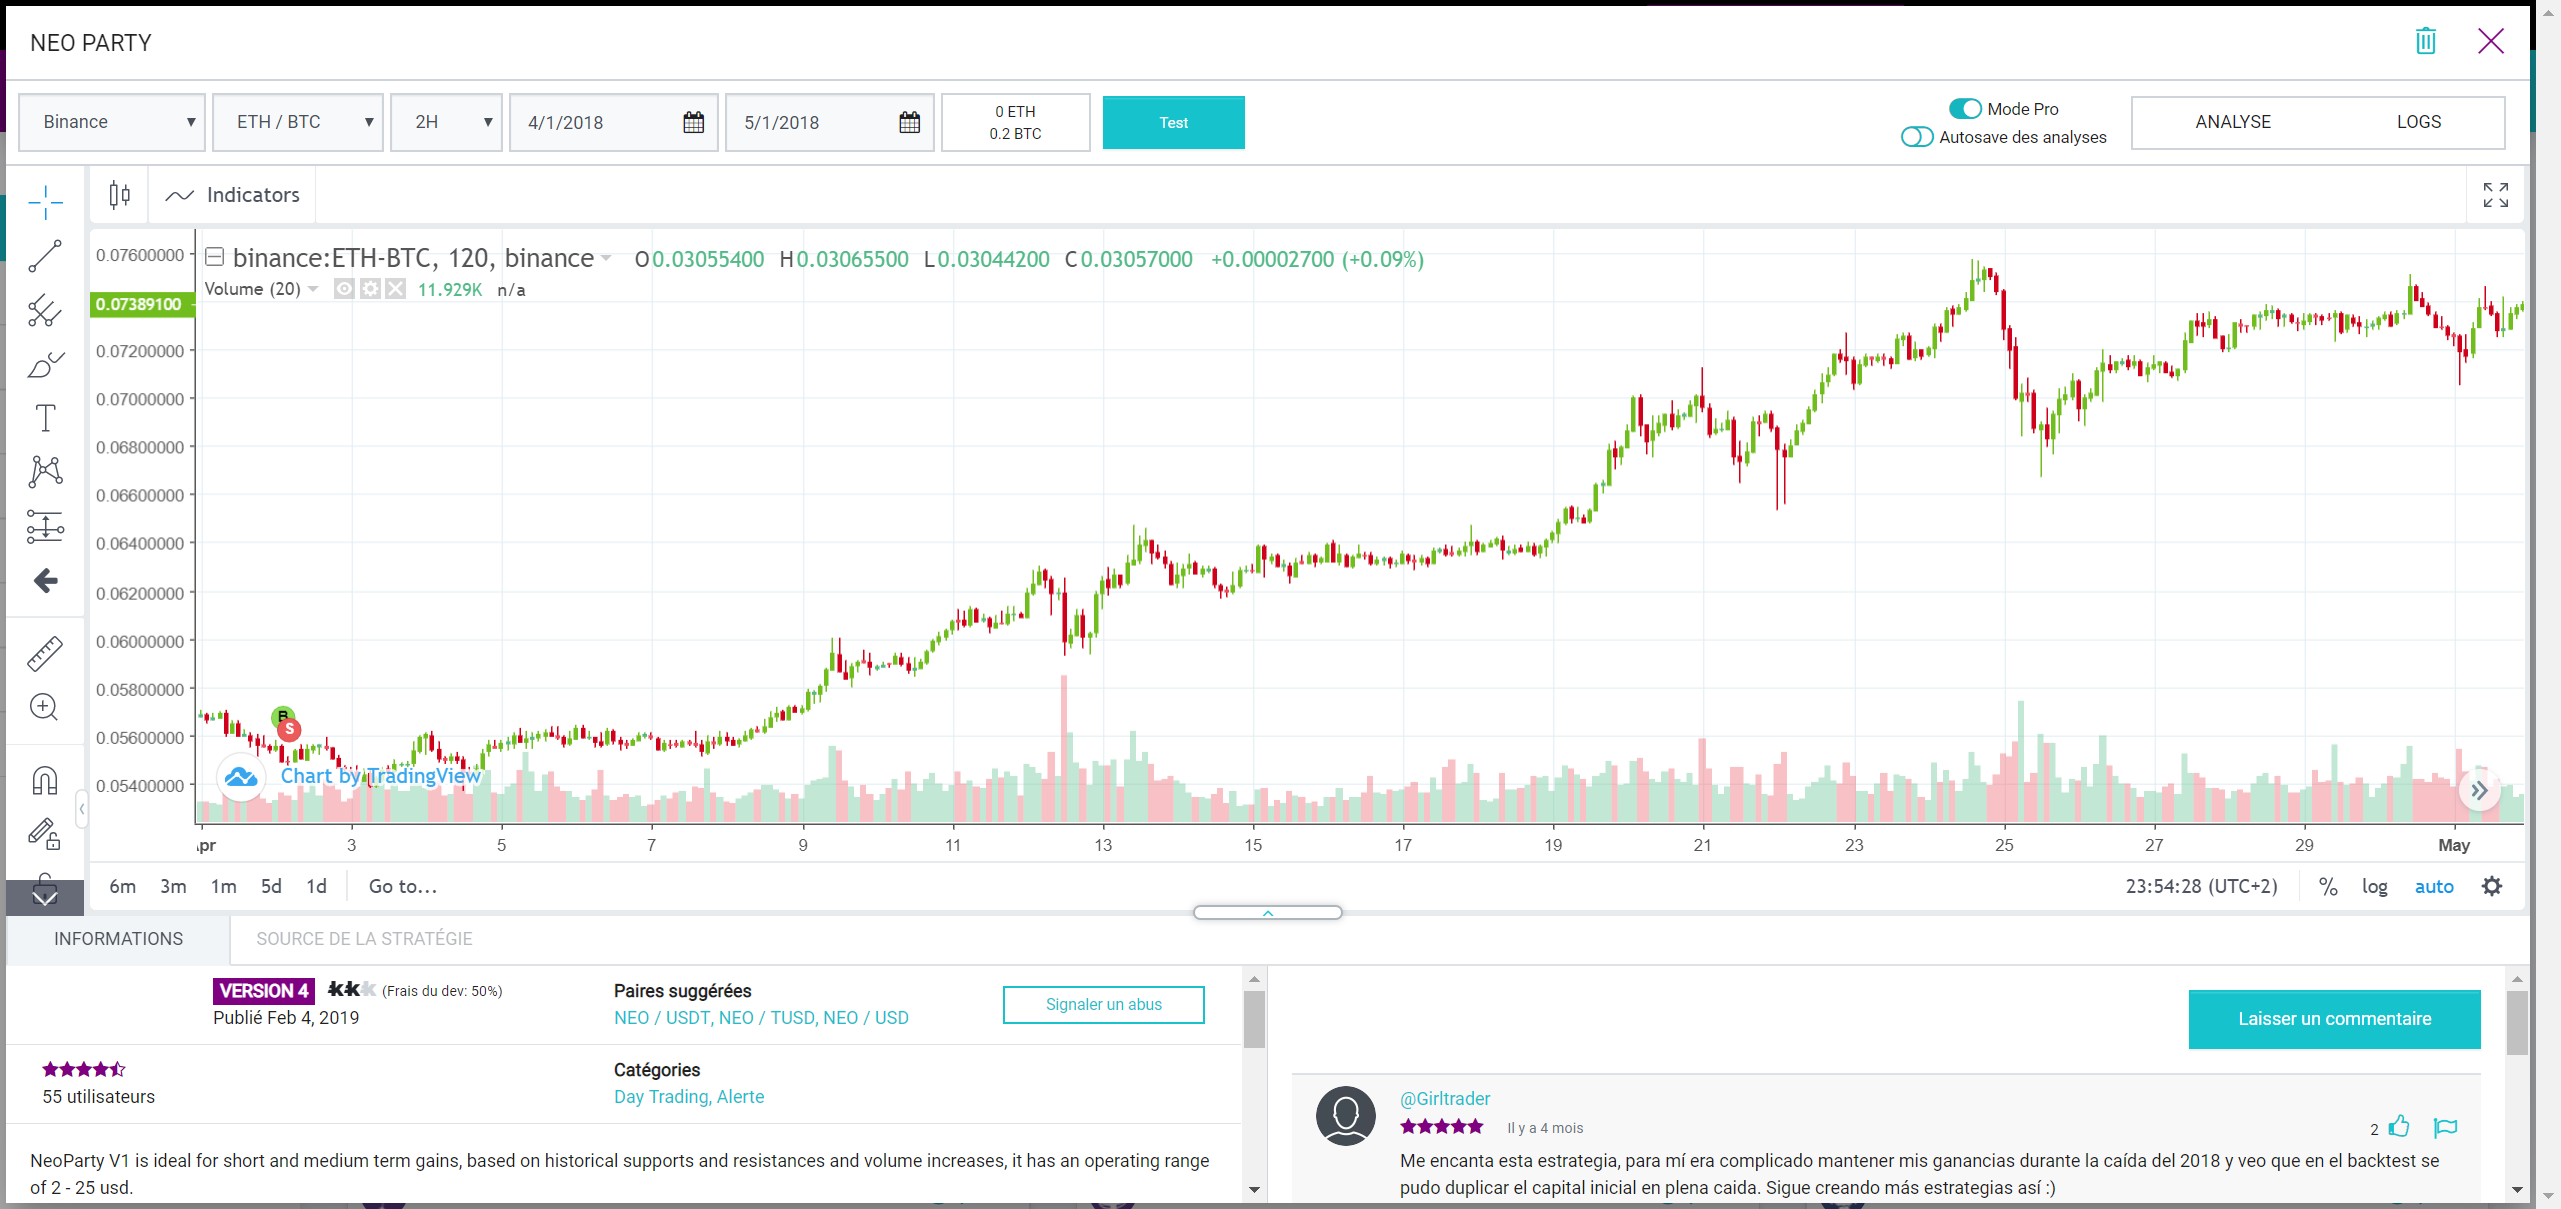 NEO PARTY
Binance
ETH / BTC
2H
4/1/2018
5/1/2018
0 ETH
0.2 BTC
Test
Mode Pro
Autosave des analyses
ANALYSE
LOGS
Indicators
binance:ETH-BTC, 120, binance O0.03055400 H0.03065500 L0.03044200 C0.03057000 +0.00002700 (+0.09%)
Volume (20) 11.929K n/a
0.07600000
0.07389100
0.07200000
0.07000000
0.06800000
0.06600000
0.06400000
0.06200000
0.06000000
0.05800000
0.05600000
0.05400000
B
S
Chart by TradingView
pr 3 5 7 9 11 13 15 17 19 21 23 25 27 29 May
6m 3m 1m 5d 1d Go to...
23:54:28 (UTC+2) % log auto
INFORMATIONS
SOURCE DE LA STRATÉGIE
VERSION 4 (Frais du dev: 50%)
Publié Feb 4, 2019
Paires suggérées
NEO / USDT, NEO / TUSD, NEO / USD
Signaler un abus
55 utilisateurs
Catégories
Day Trading, Alerte
NeoParty V1 is ideal for short and medium term gains, based on historical supports and resistances and volume increases, it has an operating range
of 2 - 25 usd.
Laisser un commentaire
@Girltrader
Il y a 4 mois
2
Me encanta esta estrategia, para mí era complicado mantener mis ganancias durante la caída del 2018 y veo que en el backtest se
pudo duplicar el capital inicial en plena caida. Sigue creando más estrategias así :)